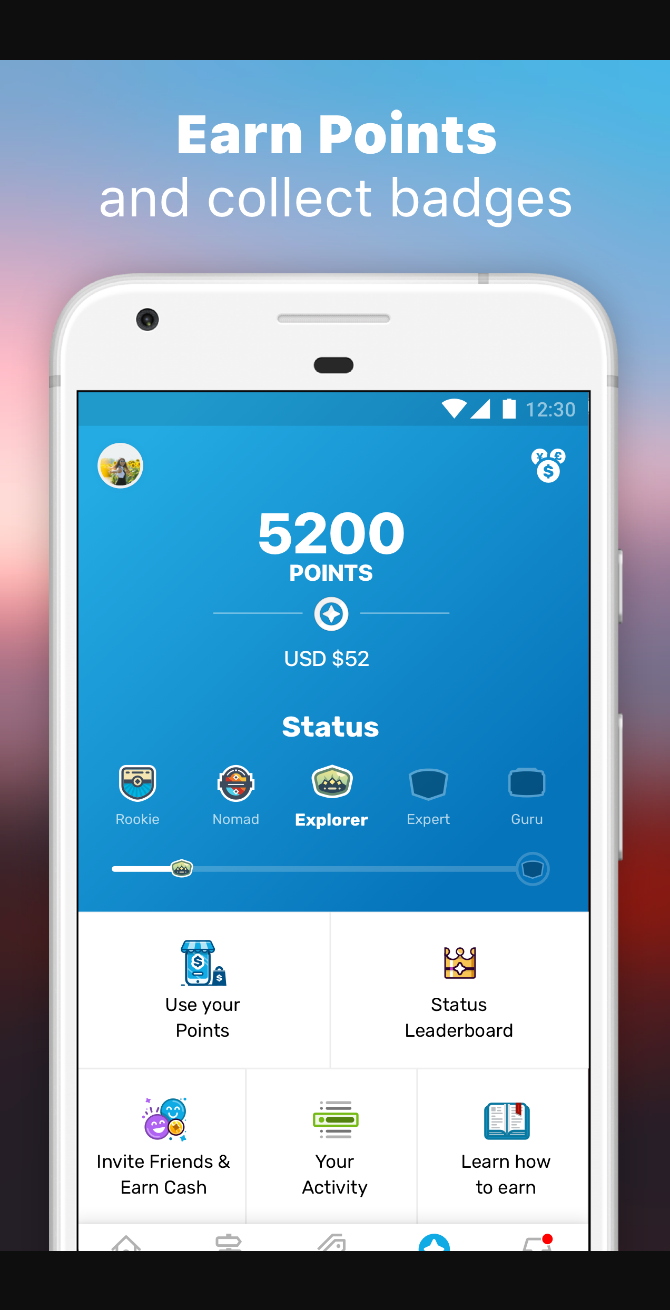 Earn Points
and collect badges
12:30
5200
POINTS
USD $52
Status
Rookie
Nomad
Explorer
Expert
Guru
Use your
Points
Status
Leaderboard
Invite Friends &
Earn Cash
Your
Activity
Learn how
to earn